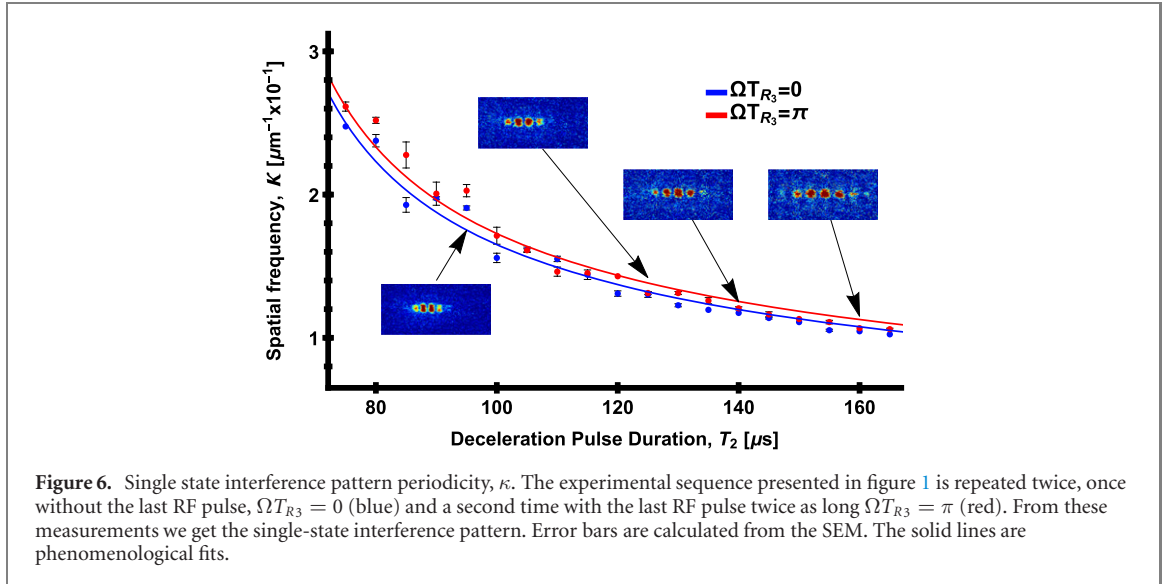 3
2
1
Spatial frequency, K [μm⁻¹x10⁻¹]
ΩT_R₃=0
ΩT_R₃=π
80 100 120 140 160
Deceleration Pulse Duration, T₂ [μs]
Figure 6. Single state interference pattern periodicity, κ. The experimental sequence presented in figure 1 is repeated twice, once
without the last RF pulse, ΩT_R3 = 0 (blue) and a second time with the last RF pulse twice as long ΩT_R3 = π (red). From these
measurements we get the single-state interference pattern. Error bars are calculated from the SEM. The solid lines are
phenomenological fits.